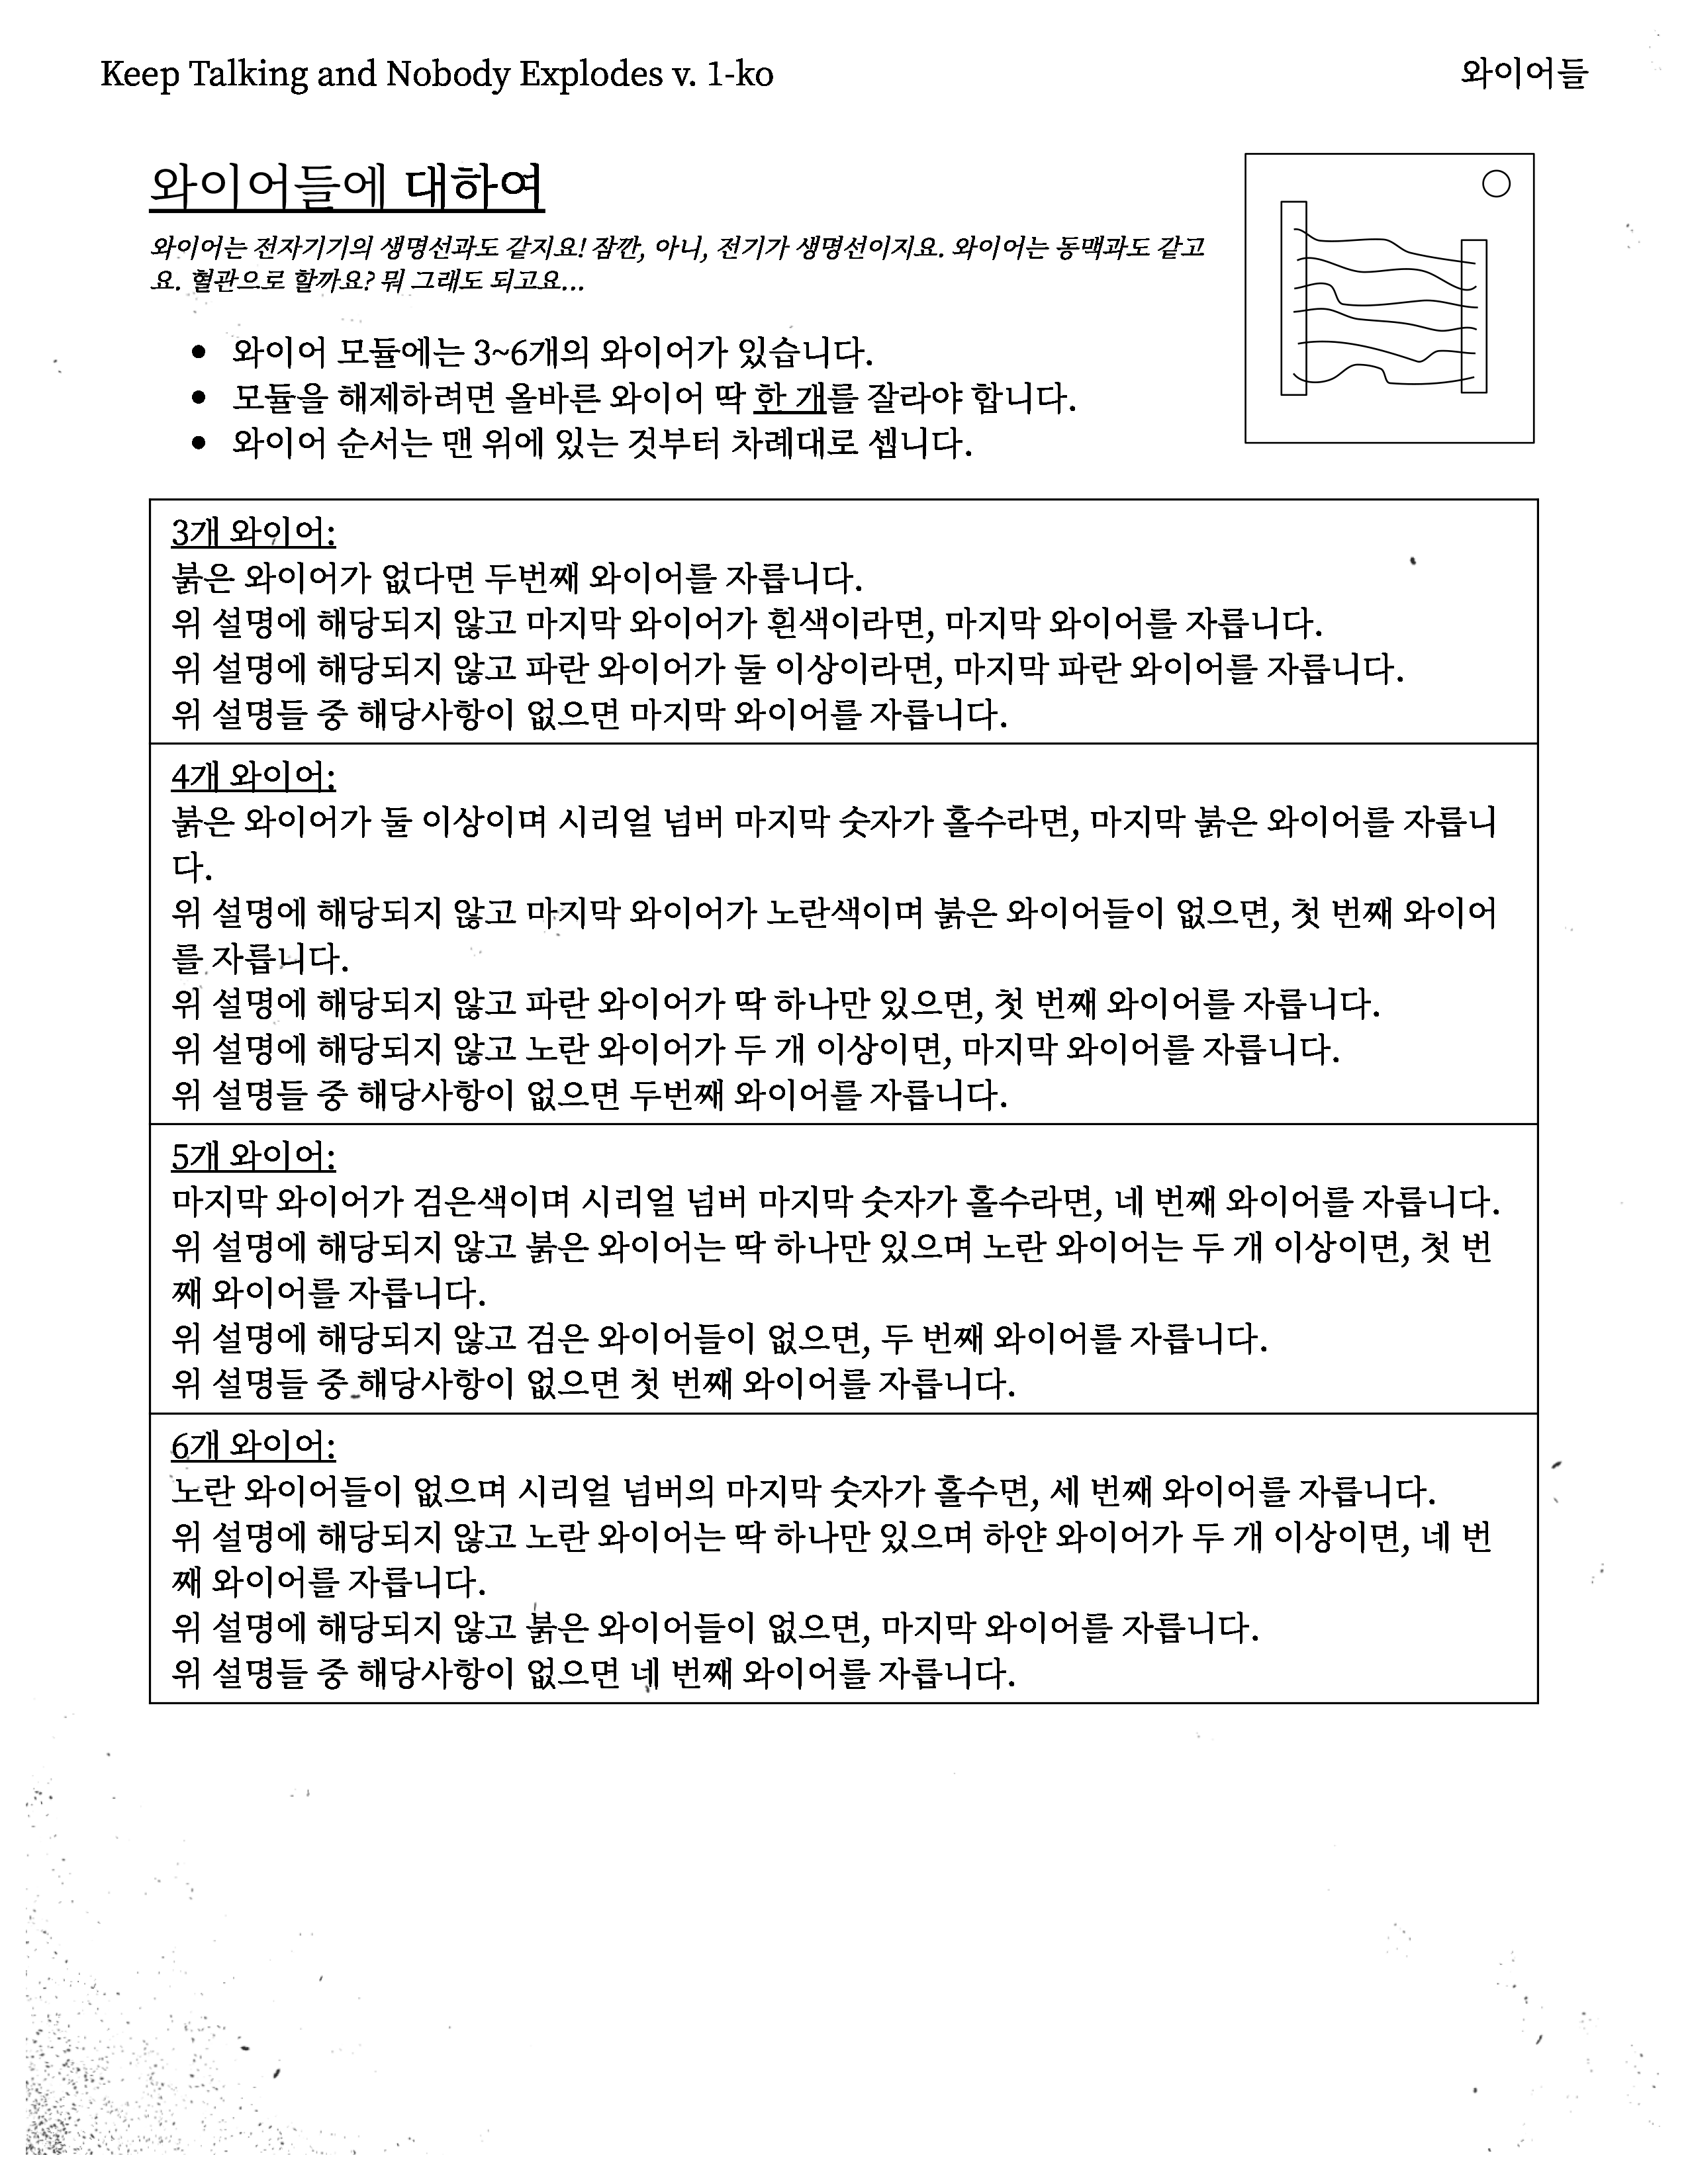 Keep Talking and Nobody Explodes v. 1-ko
와이어들
와이어들에 대하여
와이어는 전자기기의 생명선과도 같지요! 잠깐, 아니, 전기가 생명선이지요. 와이어는 동맥과도 같고
요. 혈관으로 할까요? 뭐 그래도 되고요...
● 와이어 모듈에는 3~6개의 와이어가 있습니다.
● 모듈을 해제하려면 올바른 와이어 딱 한 개를 잘라야 합니다.
● 와이어 순서는 맨 위에 있는 것부터 차례대로 셉니다.
3개 와이어:
붉은 와이어가 없다면 두번째 와이어를 자릅니다.
위 설명에 해당되지 않고 마지막 와이어가 흰색이라면, 마지막 와이어를 자릅니다.
위 설명에 해당되지 않고 파란 와이어가 둘 이상이라면, 마지막 파란 와이어를 자릅니다.
위 설명들 중 해당사항이 없으면 마지막 와이어를 자릅니다.
4개 와이어:
붉은 와이어가 둘 이상이며 시리얼 넘버 마지막 숫자가 홀수라면, 마지막 붉은 와이어를 자릅니
다.
위 설명에 해당되지 않고 마지막 와이어가 노란색이며 붉은 와이어들이 없으면, 첫 번째 와이어
를 자릅니다.
위 설명에 해당되지 않고 파란 와이어가 딱 하나만 있으면, 첫 번째 와이어를 자릅니다.
위 설명에 해당되지 않고 노란 와이어가 두 개 이상이면, 마지막 와이어를 자릅니다.
위 설명들 중 해당사항이 없으면 두번째 와이어를 자릅니다.
5개 와이어:
마지막 와이어가 검은색이며 시리얼 넘버 마지막 숫자가 홀수라면, 네 번째 와이어를 자릅니다.
위 설명에 해당되지 않고 붉은 와이어는 딱 하나만 있으며 노란 와이어는 두 개 이상이면, 첫 번
째 와이어를 자릅니다.
위 설명에 해당되지 않고 검은 와이어들이 없으면, 두 번째 와이어를 자릅니다.
위 설명들 중 해당사항이 없으면 첫 번째 와이어를 자릅니다.
6개 와이어:
노란 와이어들이 없으며 시리얼 넘버의 마지막 숫자가 홀수면, 세 번째 와이어를 자릅니다.
위 설명에 해당되지 않고 노란 와이어는 딱 하나만 있으며 하얀 와이어가 두 개 이상이면, 네 번
째 와이어를 자릅니다.
위 설명에 해당되지 않고 붉은 와이어들이 없으면, 마지막 와이어를 자릅니다.
위 설명들 중 해당사항이 없으면 네 번째 와이어를 자릅니다.